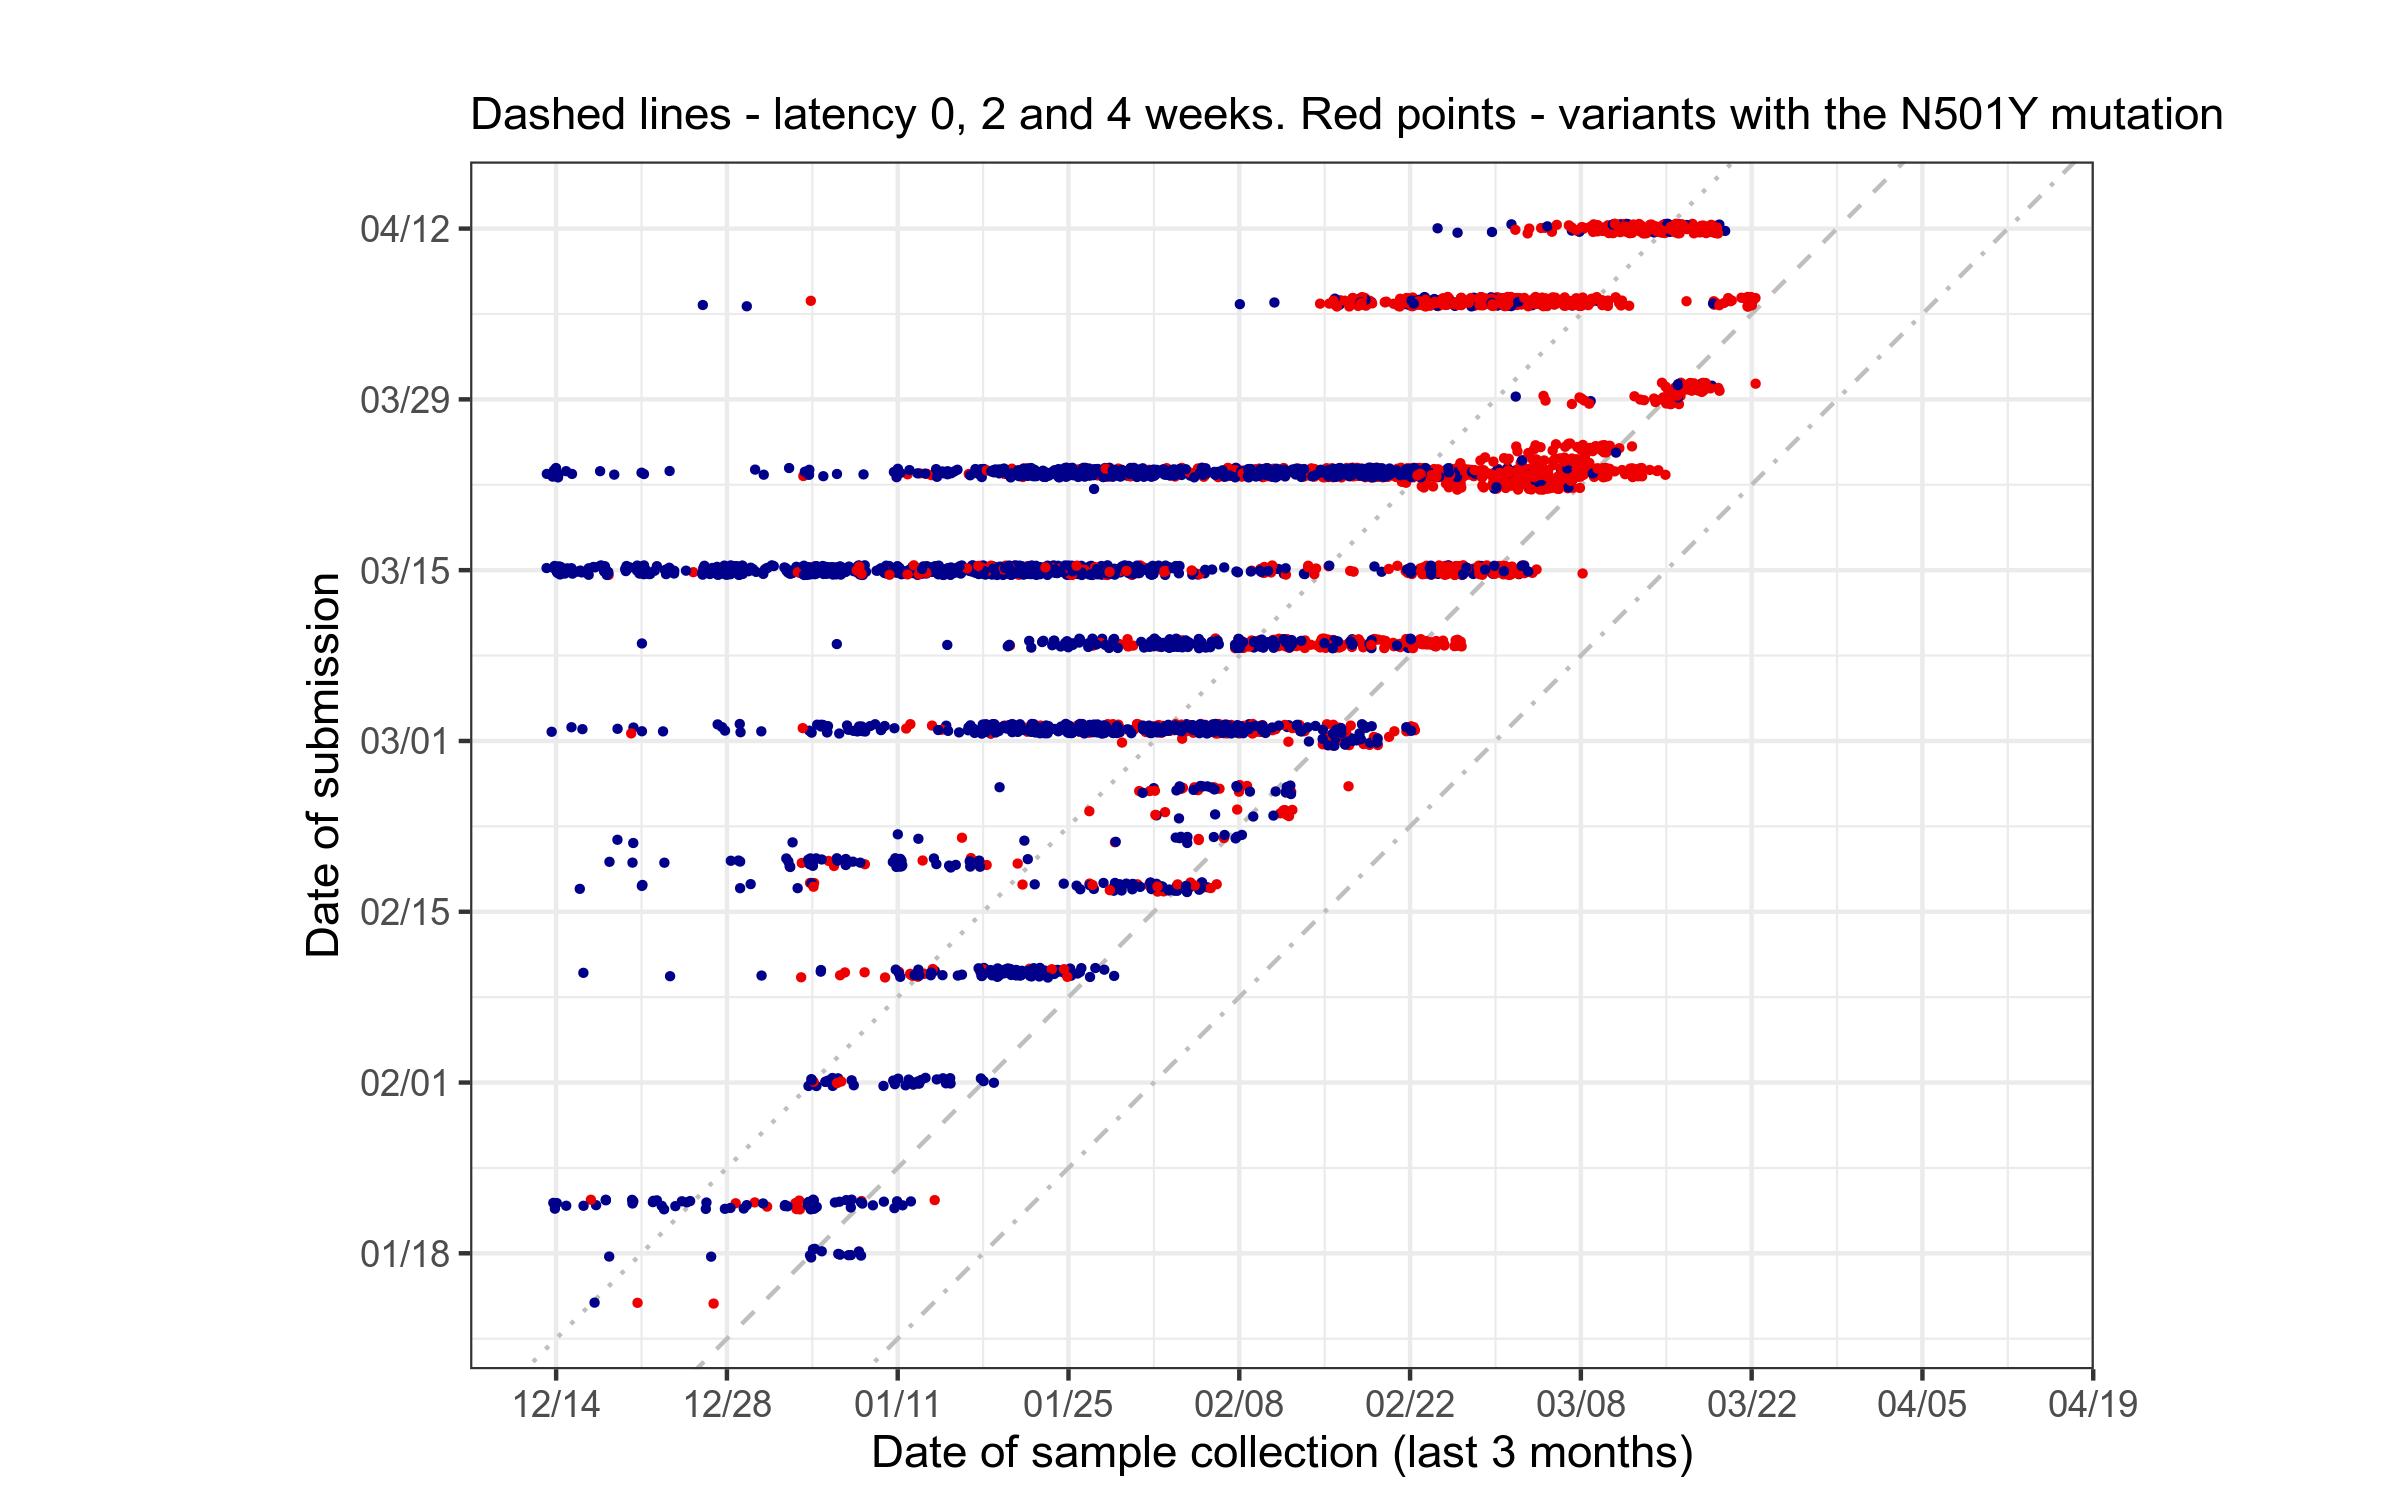 Dashed lines - latency 0, 2 and 4 weeks. Red points - variants with the N501Y mutation
04/12
03/29
03/15
03/01
02/15
02/01
01/18
Date of submission
12/14 12/28 01/11 01/25 02/08 02/22 03/08 03/22 04/05 04/19
Date of sample collection (last 3 months)